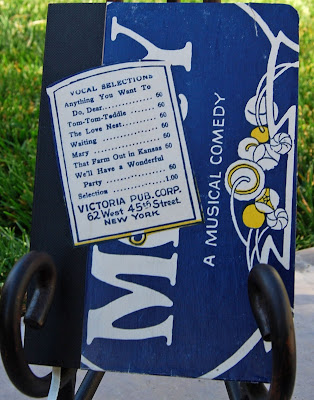 VOCAL SELECTIONS
Anything You Want To
Do, Dear............. 60
Tom-Tom-Toddle ...... 60
The Love Nest........ 60
Waiting ............. 60
Mary ................ 60
That Farm Out in Kansas 60
We'll Have a Wonderful
Party ............ 60
Selection ............1.00
VICTORIA PUB. CORP.
62 West 45th Street
NEW YORK
M Y
A MUSICAL COMEDY